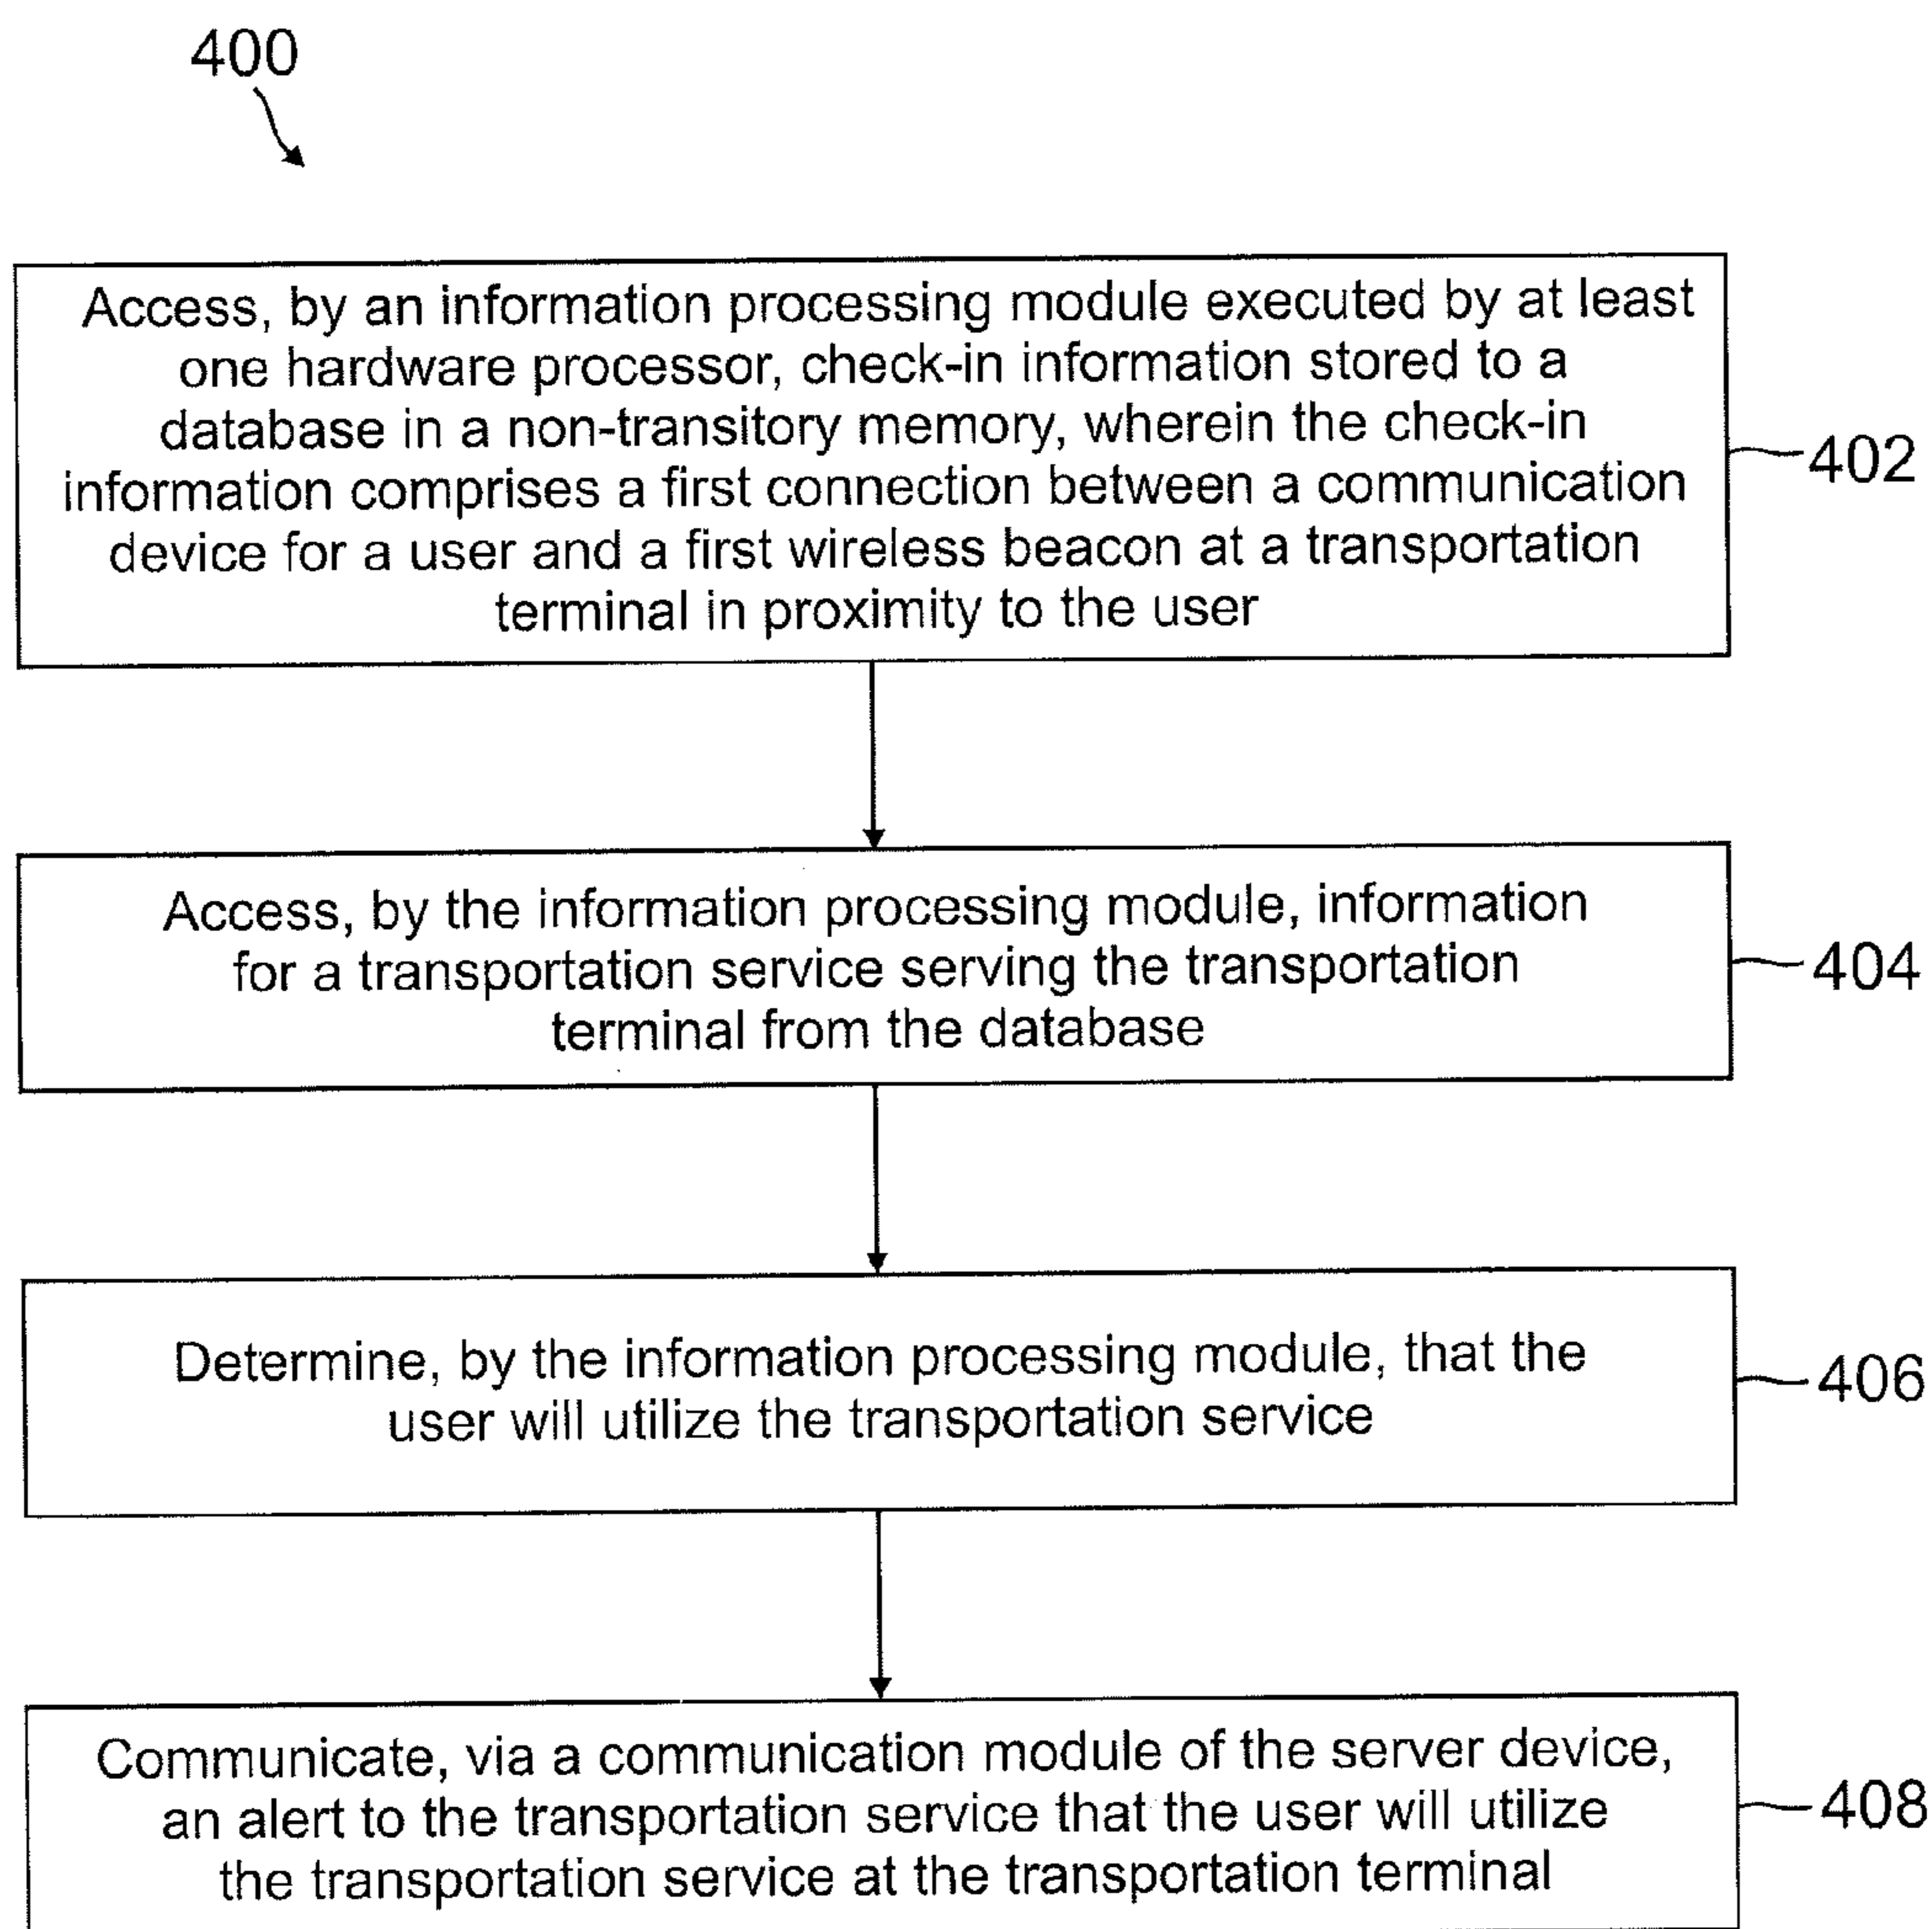 400
Access, by an information processing module executed by at least
one hardware processor, check-in information stored to a
database in a non-transitory memory, wherein the check-in
information comprises a first connection between a communication
device for a user and a first wireless beacon at a transportation
terminal in proximity to the user
402
Access, by the information processing module, information
for a transportation service serving the transportation
terminal from the database
404
Determine, by the information processing module, that the
user will utilize the transportation service
406
Communicate, via a communication module of the server device,
an alert to the transportation service that the user will utilize
the transportation service at the transportation terminal
408